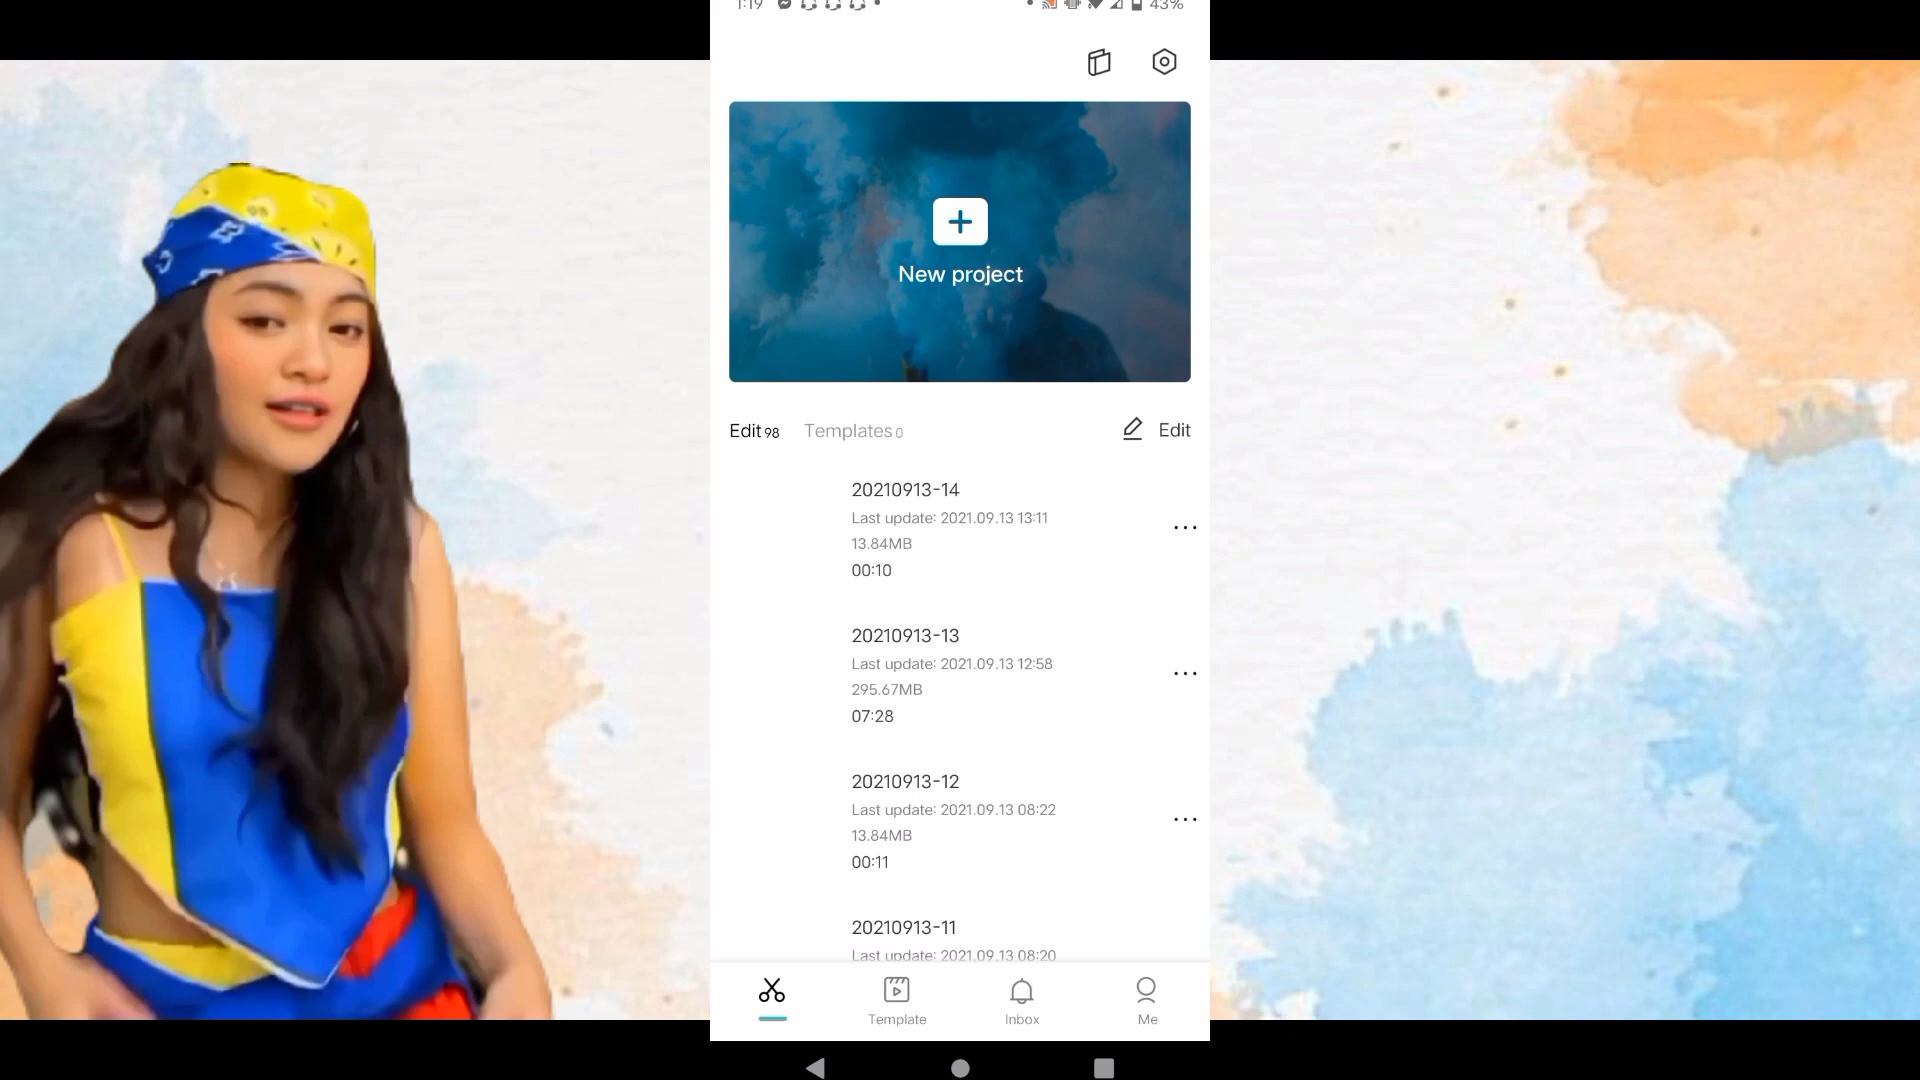 1:19
43%
New project
Edit 98
Templates 0
Edit
20210913-14
Last update: 2021.09.13 13:11
13.84MB
00:10
20210913-13
Last update: 2021.09.13 12:58
295.67MB
07:28
20210913-12
Last update: 2021.09.13 08:22
13.84MB
00:11
20210913-11
Last update: 2021.09.13 08:20
Template
Inbox
Me